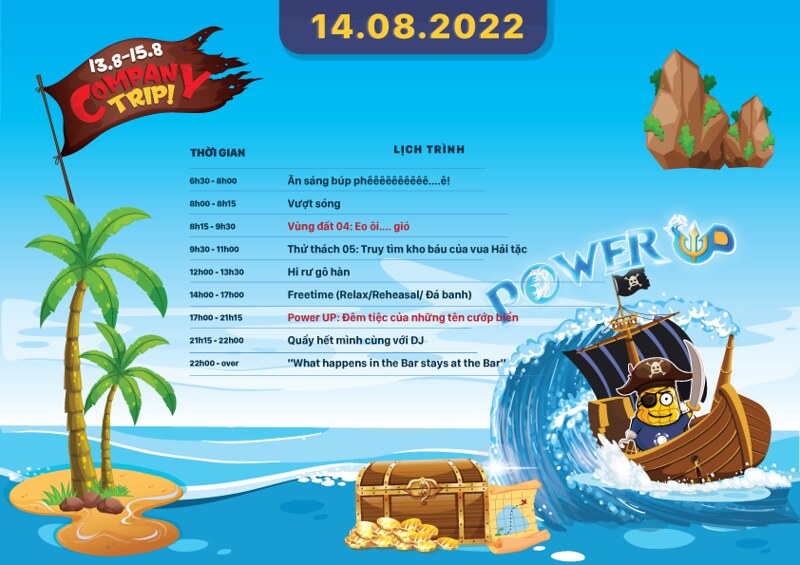 14.08.2022
13.8-15.8
COMPANY
TRIP!
THỜI GIAN LỊCH TRÌNH
6h30 - 8h00 Ăn sáng búp phêêêêêêêêêê....ê!
8h00 - 8h15 Vượt sóng
8h15 - 9h30 Vùng đất 04: Eo ôi.... gió
9h30 - 11h00 Thử thách 05: Truy tìm kho báu của vua Hải tặc
12h00 - 13h30 Hi rư gô hàn
14h00 - 17h00 Freetime (Relax/Reheasal/ Đá banh)
17h00 - 21h15 Power UP: Đêm tiệc của những tên cướp biển
21h15 - 22h00 Quẩy hết mình cùng với DJ
22h00 - over "What happens in the Bar stays at the Bar"
POWER UP